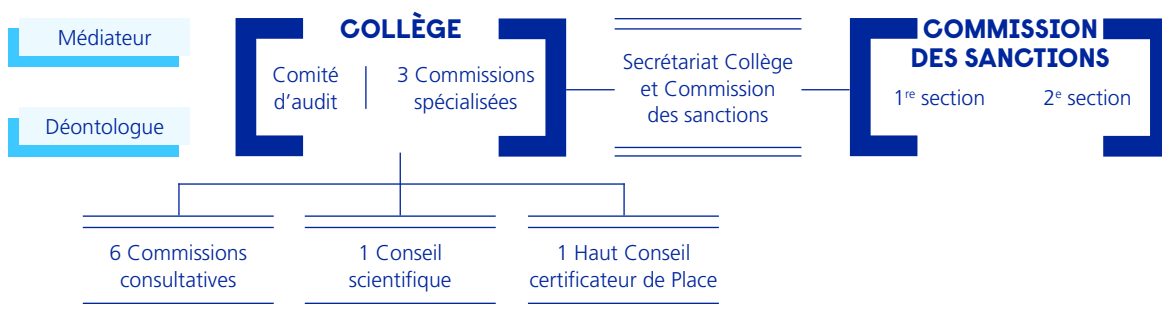 Médiateur
Déontologue
COLLÈGE
Comité
d’audit
3 Commissions
spécialisées
Secrétariat Collège
et Commission
des sanctions
COMMISSION
DES SANCTIONS
1re section
2e section
6 Commissions
consultatives
1 Conseil
scientifique
1 Haut Conseil
certificateur de Place